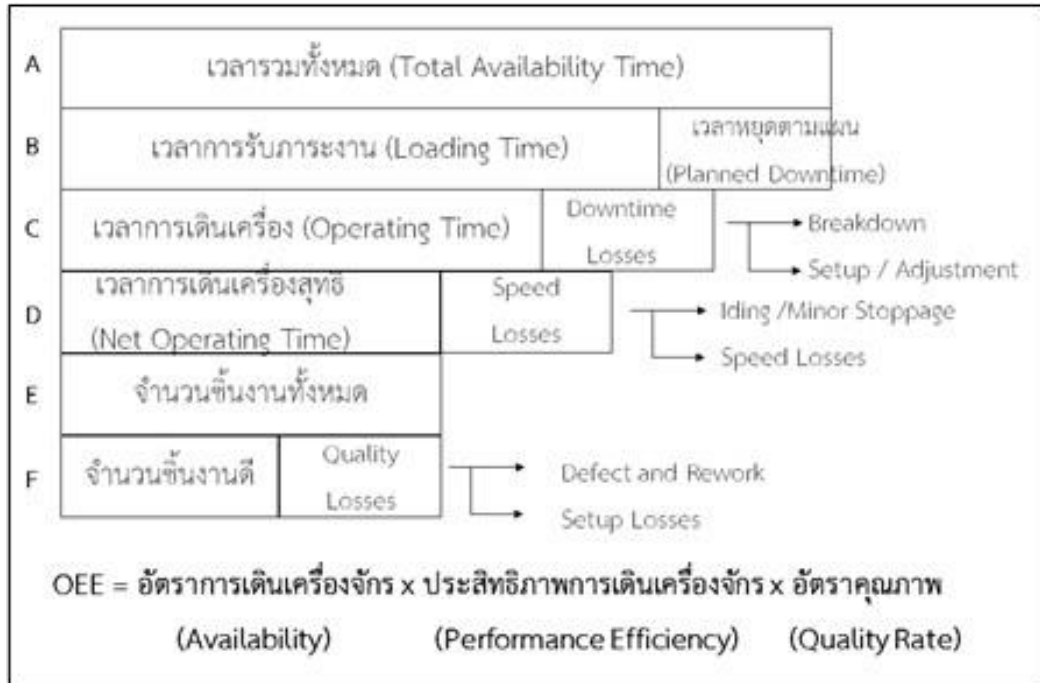 A
เวลารวมทั้งหมด (Total Availability Time)
B
เวลาการรับภาระงาน (Loading Time)
เวลาหยุดตามแผน
(Planned Downtime)
C
เวลาการเดินเครื่อง (Operating Time)
Downtime
Losses
Breakdown
Setup / Adjustment
D
เวลาการเดินเครื่องสุทธิ
(Net Operating Time)
Speed
Losses
Iding /Minor Stoppage
Speed Losses
E
จำนวนชิ้นงานทั้งหมด
F
จำนวนชิ้นงานดี
Quality
Losses
Defect and Rework
Setup Losses
OEE = อัตราการเดินเครื่องจักร x ประสิทธิภาพการเดินเครื่องจักร x อัตราคุณภาพ
(Availability) (Performance Efficiency) (Quality Rate)